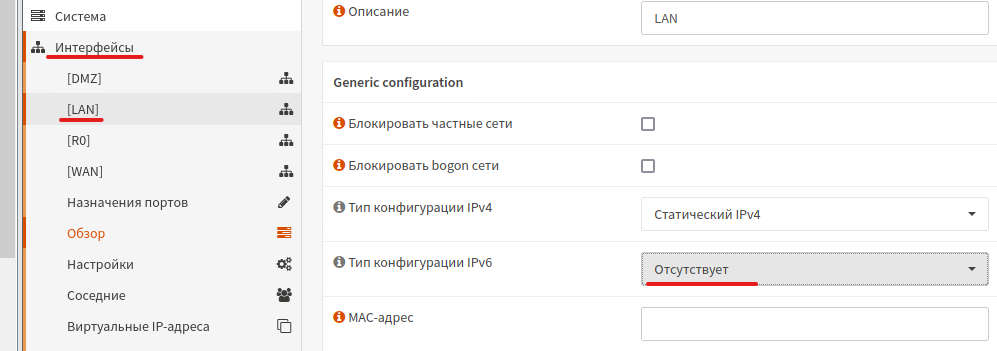 Система
Интерфейсы
[DMZ]
[LAN]
[R0]
[WAN]
Назначения портов
Обзор
Настройки
Соседние
Виртуальные IP-адреса
Описание
LAN
Generic configuration
Блокировать частные сети
Блокировать bogon сети
Тип конфигурации IPv4
Статический IPv4
Тип конфигурации IPv6
Отсутствует
MAC-адрес